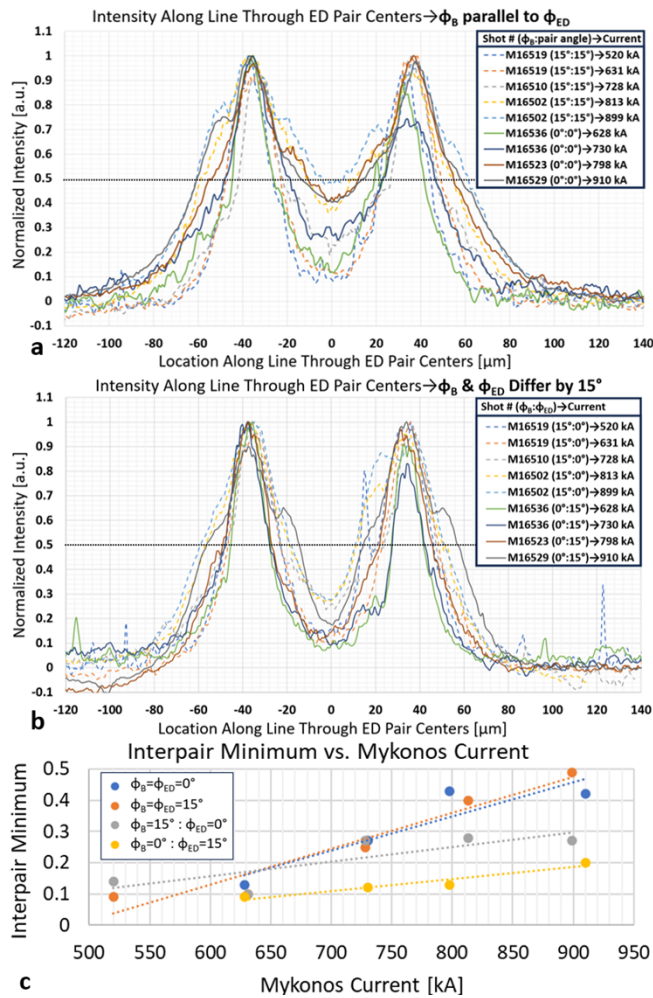 Intensity Along Line Through ED Pair Centers→ϕB parallel to ϕED
Normalized Intensity [a.u.]
1.1
1
0.9
0.8
0.7
0.6
0.5
0.4
0.3
0.2
0.1
0
-0.1
Shot # (ϕB:pair angle)→Current
M16519 (15°:15°)→520 kA
M16519 (15°:15°)→631 kA
M16510 (15°:15°)→728 kA
M16502 (15°:15°)→813 kA
M16502 (15°:15°)→899 kA
M16536 (0°:0°)→628 kA
M16536 (0°:0°)→730 kA
M16523 (0°:0°)→798 kA
M16529 (0°:0°)→910 kA
-120 -100 -80 -60 -40 -20 0 20 40 60 80 100 120 140
a Location Along Line Through ED Pair Centers [µm]
Intensity Along Line Through ED Pair Centers→ϕB & ϕED Differ by 15°
Normalized Intensity [a.u.]
1.1
1
0.9
0.8
0.7
0.6
0.5
0.4
0.3
0.2
0.1
0
-0.1
Shot # (ϕB:ϕED)→Current
M16519 (15°:0°)→520 kA
M16519 (15°:0°)→631 kA
M16510 (15°:0°)→728 kA
M16502 (15°:0°)→813 kA
M16502 (15°:0°)→899 kA
M16536 (0°:15°)→628 kA
M16536 (0°:15°)→730 kA
M16523 (0°:15°)→798 kA
M16529 (0°:15°)→910 kA
-120 -100 -80 -60 -40 -20 0 20 40 60 80 100 120 140
b Location Along Line Through ED Pair Centers [µm]
Interpair Minimum vs. Mykonos Current
Interpair Minimum
0.5
0.4
0.3
0.2
0.1
0
ϕB=ϕED=0°
ϕB=ϕED=15°
ϕB=15° : ϕED=0°
ϕB=0° : ϕED=15°
500 550 600 650 700 750 800 850 900 950
c Mykonos Current [kA]